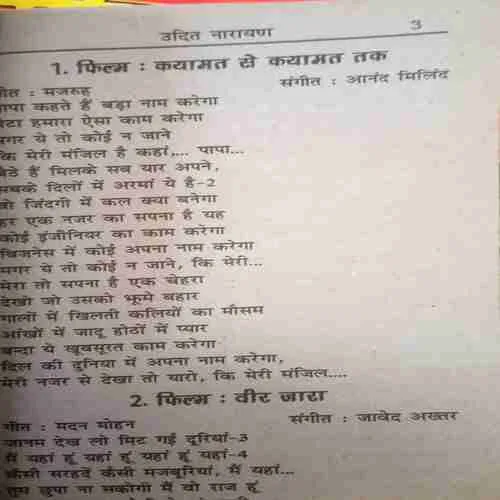 उदित नारायण 3
1. फिल्म : कयामत से कयामत तक
गीत : मजरूह संगीत : आनंद मिलिंद
पापा कहते हैं बड़ा नाम करेगा
बेटा हमारा ऐसा काम करेगा
मगर ये तो कोई न जाने
कि मेरी मंजिल है कहां,... पापा...
बैठे हैं मिलके सब यार अपने,
सबके दिलों में अरमां ये है-2
वो जिंदगी में कल क्या बनेगा
हर एक नजर का सपना है यह
कोई इंजीनियर का काम करेगा
बिजनेस में कोई अपना नाम करेगा
मगर ये तो कोई न जाने, कि मेरी...
मेरा तो सपना है एक चेहरा
देखो जो उसको भूमे बहार
गालों में खिलती कलियों का मौसम
आंखों में जादू होठों में प्यार
बन्दा ये खूबसूरत काम करेगा
दिल की दुनिया में अपना नाम करेगा,
मेरी नजर से देखा तो यारो, कि मेरी मंजिल....
2. फिल्म : वीर जारा
गीत : मदन मोहन संगीत : जावेद अख्तर
जानम देख लो मिट गई दूरियां-3
मैं यहां हूं यहां हूं यहां हूं यहां-4
कैसी सरहदें कैसी मजबूरियां, मैं यहां...
तुम छुपा ना सकोगी मैं वो राज हूं